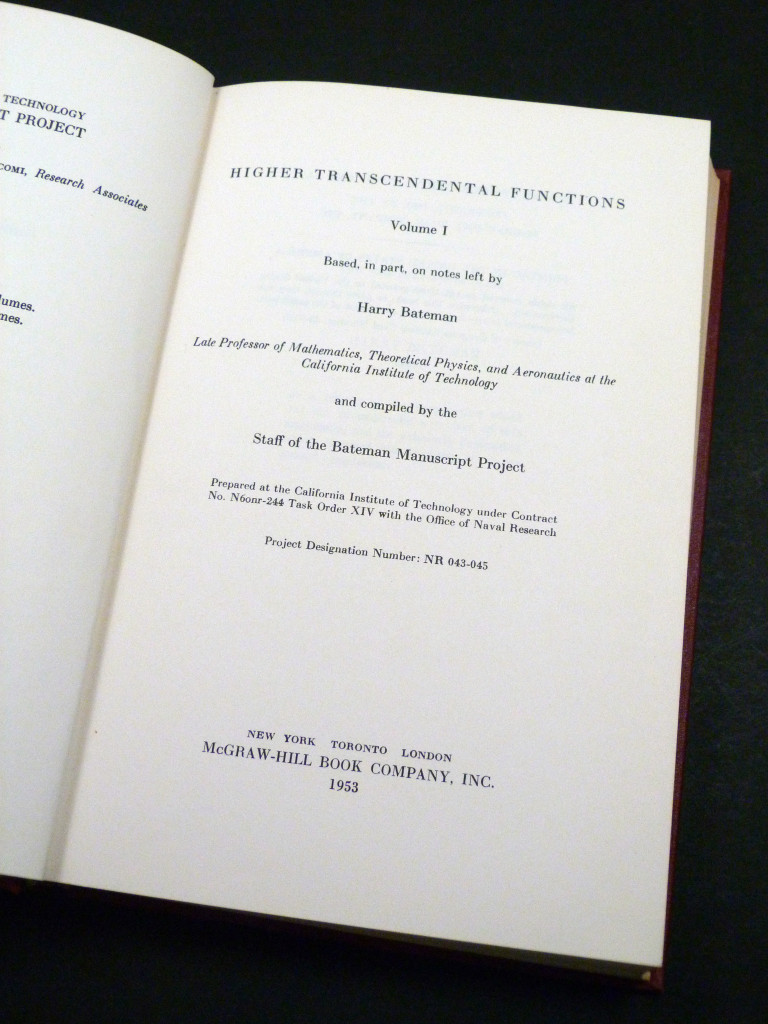 TECHNOLOGY
T PROJECT
COMI, Research Associates
lumes.
mes.
HIGHER TRANSCENDENTAL FUNCTIONS
Volume I
Based, in part, on notes left by
Harry Bateman
Late Professor of Mathematics, Theoretical Physics, and Aeronautics at the
California Institute of Technology
and compiled by the
Staff of the Bateman Manuscript Project
Prepared at the California Institute of Technology under Contract
No. N6onr-244 Task Order XIV with the Office of Naval Research
Project Designation Number: NR 043-045
NEW YORK TORONTO LONDON
McGRAW-HILL BOOK COMPANY, INC.
1953